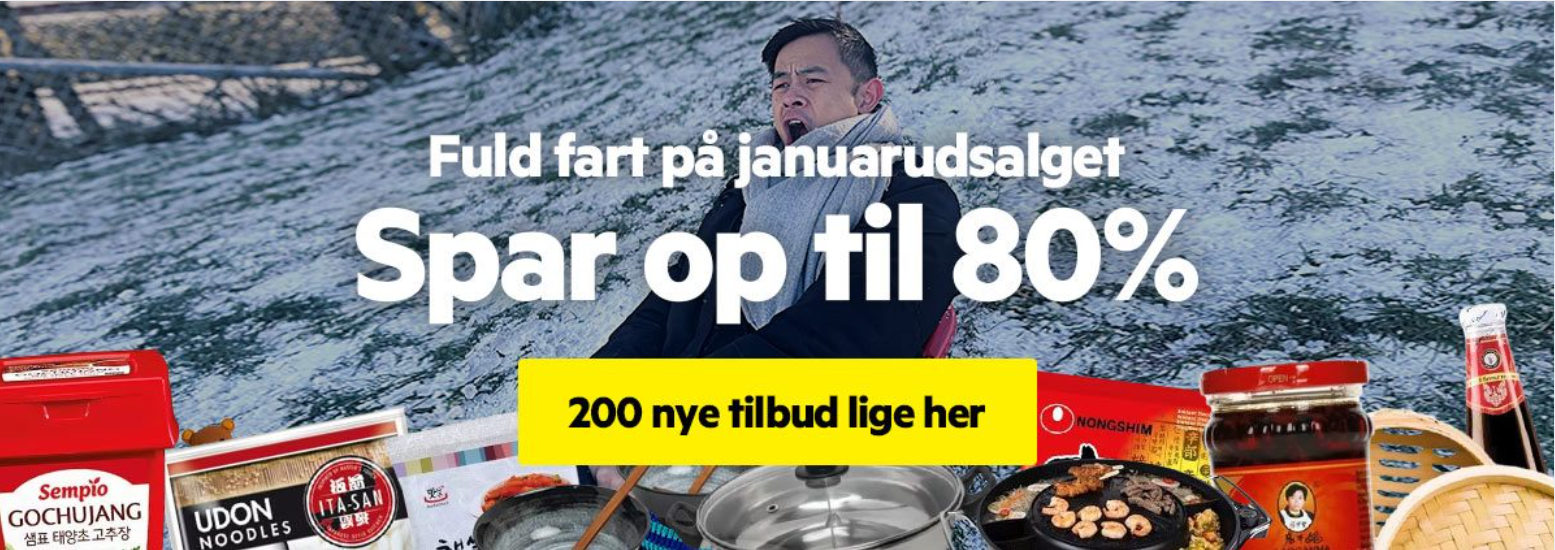 Fuld fart på januarudsalget
Spar op til 80%
200 nye tilbud lige her
Sempio
GOCHUJANG
샘표 태양초 고추장
UDON
NOODLES
ITA-SAN
NONGSHIM
OPEN